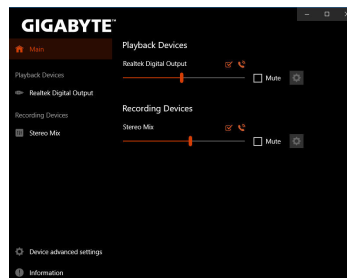 GIGABYTE™
Main
Playback Devices
Realtek Digital Output
Recording Devices
Stereo Mix
Device advanced settings
Information
Playback Devices
Realtek Digital Output
Mute
Recording Devices
Stereo Mix
Mute